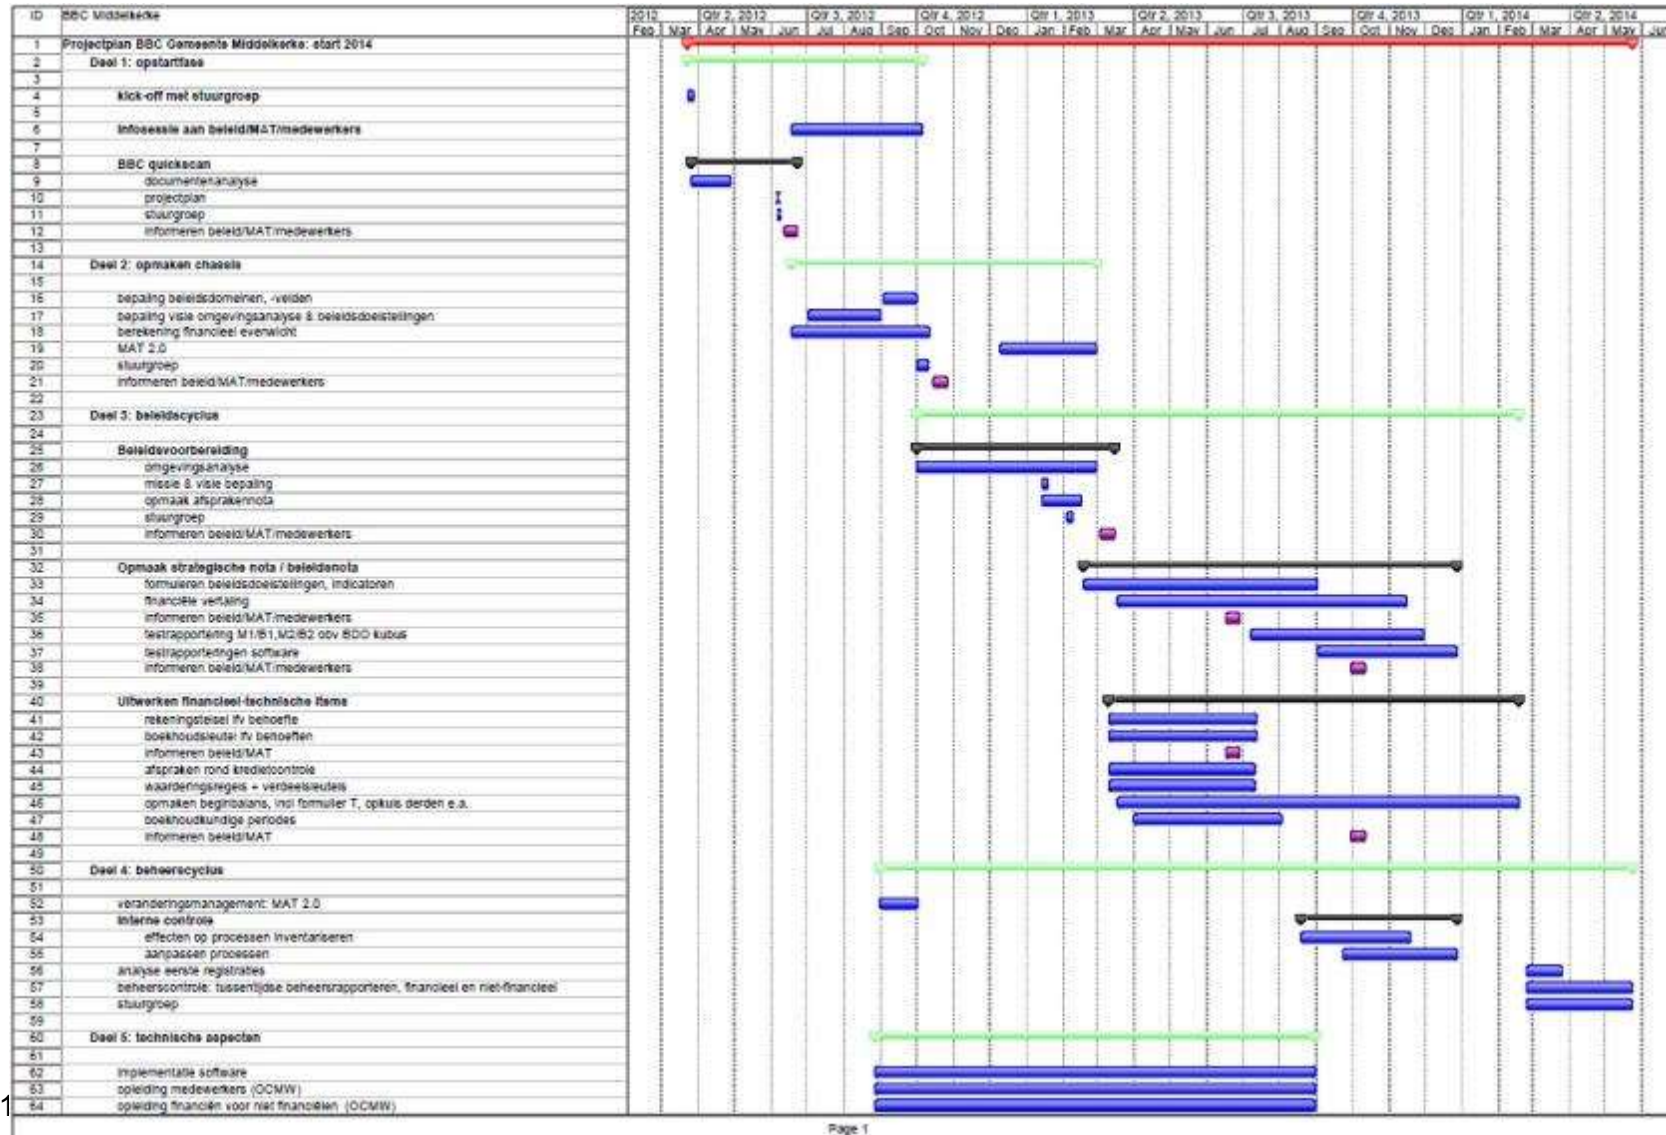 ID BBC Middelkerke 2012 Qtr 2, 2012 Qtr 3, 2012 Qtr 4, 2012 Qtr 1, 2013 Qtr 2, 2013 Qtr 3, 2013 Qtr 4, 2013 Qtr 1, 2014 Qtr 2, 2014
Feb Mar Apr May Jun Jul Aug Sep Oct Nov Dec Jan Feb Mar Apr May Jun Jul Aug Sep Oct Nov Dec Jan Feb Mar Apr May Jun
1 Projectplan BBC Gemeente Middelkerke: start 2014
2 Deel 1: opstartfase
3
4 kick-off met stuurgroep
5
6 Infosessie aan beleid/MAT/medewerkers
7
8 BBC quickscan
9 documentenanalyse
10 projectplan
11 stuurgroep
12 informeren beleid/MAT/medewerkers
13
14 Deel 2: opmaken chassis
15
16 bepaling beleidsdomeinen, -velden
17 bepaling visie omgevingsanalyse & beleidsdoelstellingen
18 berekening financieel evenwicht
19 MAT 2.0
20 stuurgroep
21 informeren beleid/MAT/medewerkers
22
23 Deel 3: beleidscyclus
24
25 Beleidsvoorbereiding
26 omgevingsanalyse
27 missie & visie bepaling
28 opmaak afsprakennota
29 stuurgroep
30 informeren beleid/MAT/medewerkers
31
32 Opmaak strategische nota / beleidsnota
33 formuleren beleidsdoelstellingen, indicatoren
34 financiële vertaling
35 informeren beleid/MAT/medewerkers
36 testrapportering M1/B1,M2/B2 obv BDO kubus
37 testrapporteringen software
38 informeren beleid/MAT/medewerkers
39
40 Uitwerken financieel-technische items
41 rekeningstelsel ifv behoefte
42 boekhoudsleutel ifv behoeften
43 informeren beleid/MAT
44 afspraken rond kredietcontrole
45 waarderingsregels + verdeelsleutels
46 opmaken beginbalans, incl formulier T, opkuis derden e.a.
47 boekhoudkundige periodes
48 informeren beleid/MAT
49
50 Deel 4: beheerscyclus
51
52 veranderingsmanagement: MAT 2.0
53 Interne controle
54 effecten op processen inventariseren
55 aanpassen processen
56 analyse eerste registraties
57 beheerscontrole: tussentijdse beheersrapporteren, financieel en niet-financieel
58 stuurgroep
59
60 Deel 5: technische aspecten
61
62 implementatie software
63 opleiding medewerkers (OCMW)
64 opleiding financiën voor niet financiëlen (OCMW)
1
Page 1